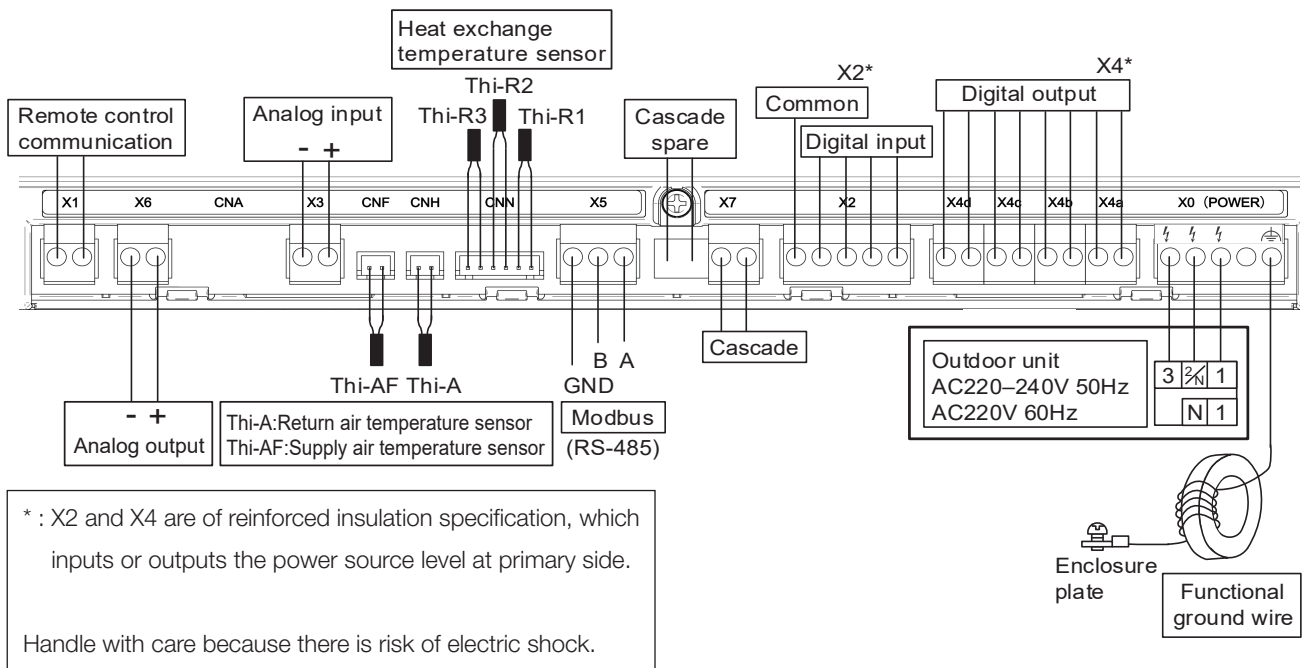 Heat exchange
temperature sensor
Thi-R2
Thi-R3
Thi-R1
X2*
X4*
Remote control
communication
Analog input
- +
Cascade
spare
Common
Digital input
Digital output
X1
X6
CNA
X3
CNF
CNH
CNN
X5
X7
X2
X4d
X4c
X4b
X4a
X0 (POWER)
Thi-AF
Thi-A
GND
B
A
Cascade
Outdoor unit
AC220–240V 50Hz
AC220V 60Hz
3 2/N 1
N 1
- +
Analog output
Thi-A:Return air temperature sensor
Thi-AF:Supply air temperature sensor
Modbus
(RS-485)
* : X2 and X4 are of reinforced insulation specification, which
inputs or outputs the power source level at primary side.
Handle with care because there is risk of electric shock.
Enclosure
plate
Functional
ground wire